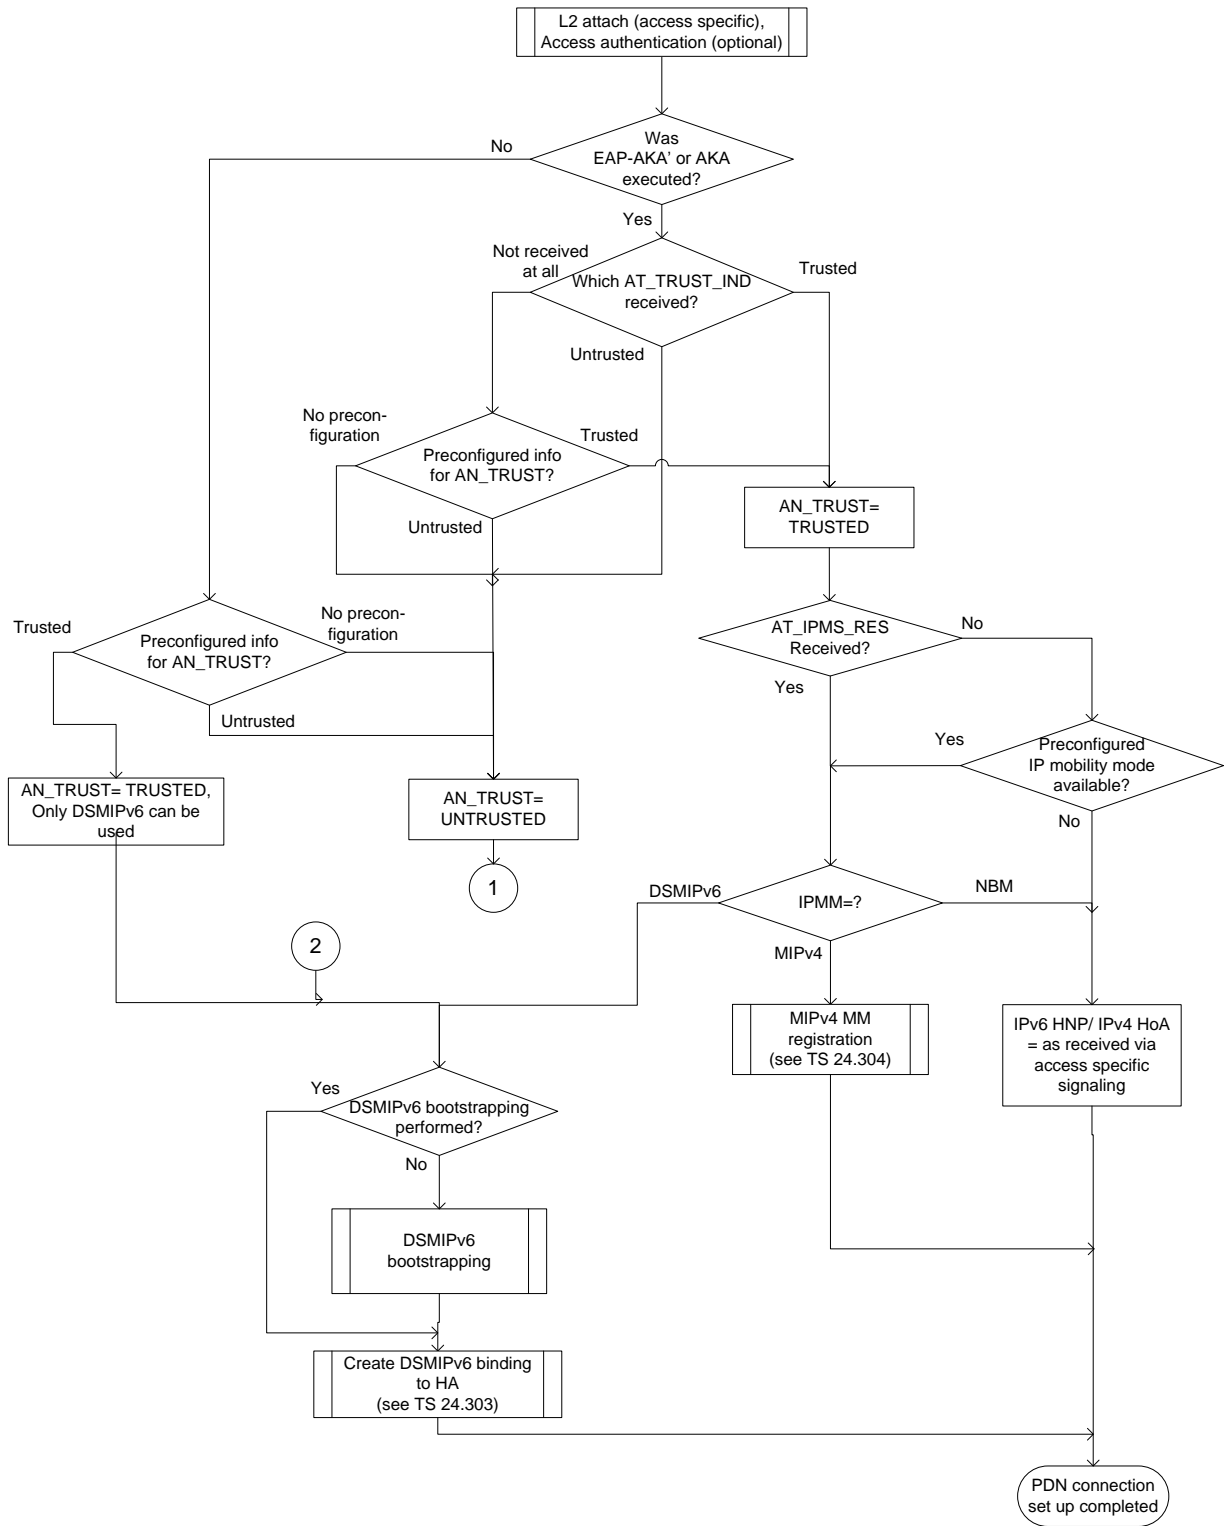 L2 attach (access specific),
Access authentication (optional)
Was
EAP-AKA’ or AKA
executed?
No
Yes
Not received
at all
Which AT_TRUST_IND
received?
Trusted
Untrusted
No precon-
figuration
Trusted
Preconfigured info
for AN_TRUST?
Untrusted
AN_TRUST=
TRUSTED
Trusted
No precon-
figuration
Preconfigured info
for AN_TRUST?
Untrusted
AT_IPMS_RES
Received?
No
Yes
Yes
Preconfigured
IP mobility mode
available?
No
AN_TRUST= TRUSTED,
Only DSMIPv6 can be
used
AN_TRUST=
UNTRUSTED
1
DSMIPv6
IPMM=?
NBM
MIPv4
2
MIPv4 MM
registration
(see TS 24.304)
IPv6 HNP/ IPv4 HoA
= as received via
access specific
signaling
Yes
DSMIPv6 bootstrapping
performed?
No
DSMIPv6
bootstrapping
Create DSMIPv6 binding
to HA
(see TS 24.303)
PDN connection
set up completed